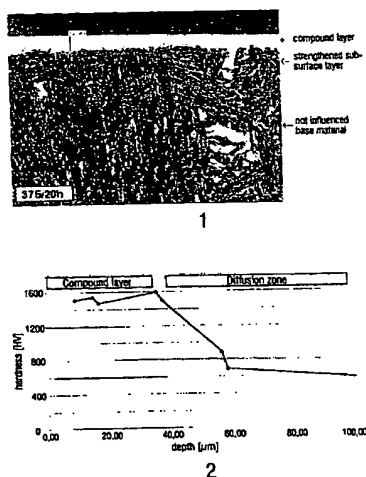 compound layer
strengthened sub-
surface layer
not influenced
base material
375/20h
1
Compound layer
Diffusion zone
1600
1200
800
400
0
hardness [HV]
0,00
20,00
40,00
60,00
80,00
100,00
depth [µm]
2